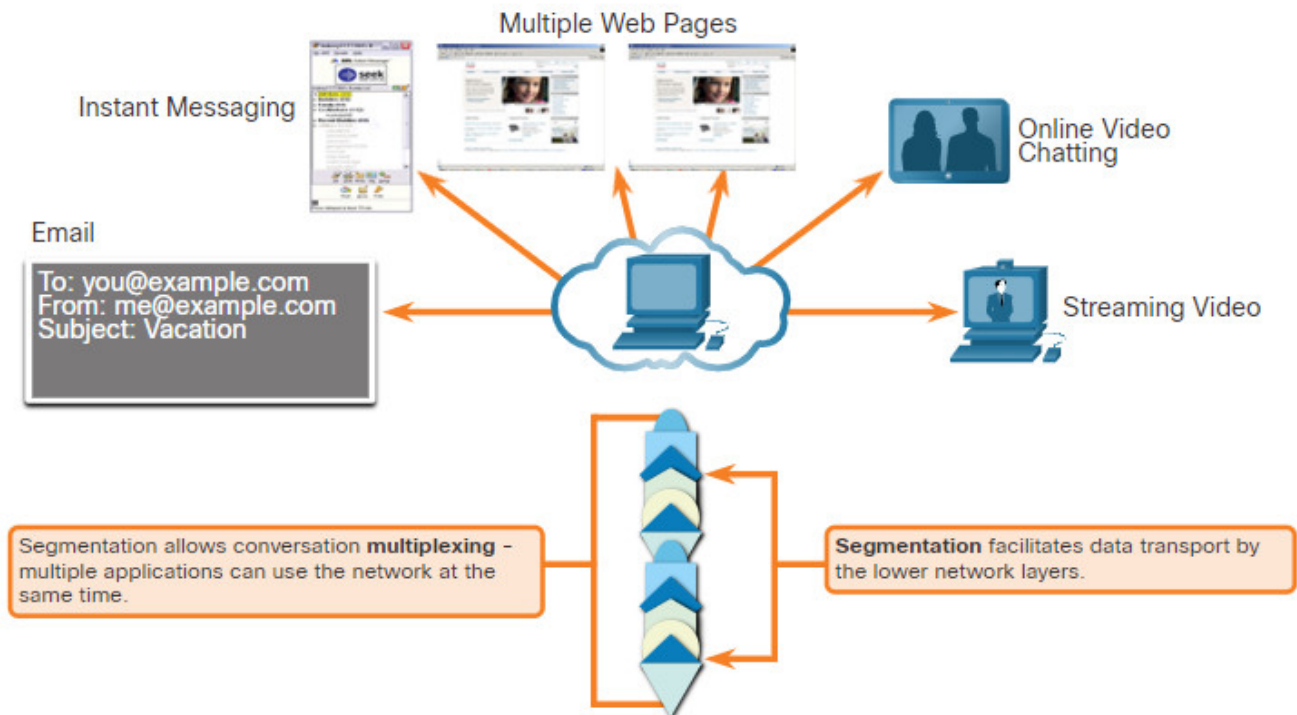 Multiple Web Pages
Instant Messaging
seek
Online Video
Chatting
Email
To: you@example.com
From: me@example.com
Subject: Vacation
Streaming Video
Segmentation allows conversation multiplexing -
multiple applications can use the network at the
same time.
Segmentation facilitates data transport by
the lower network layers.